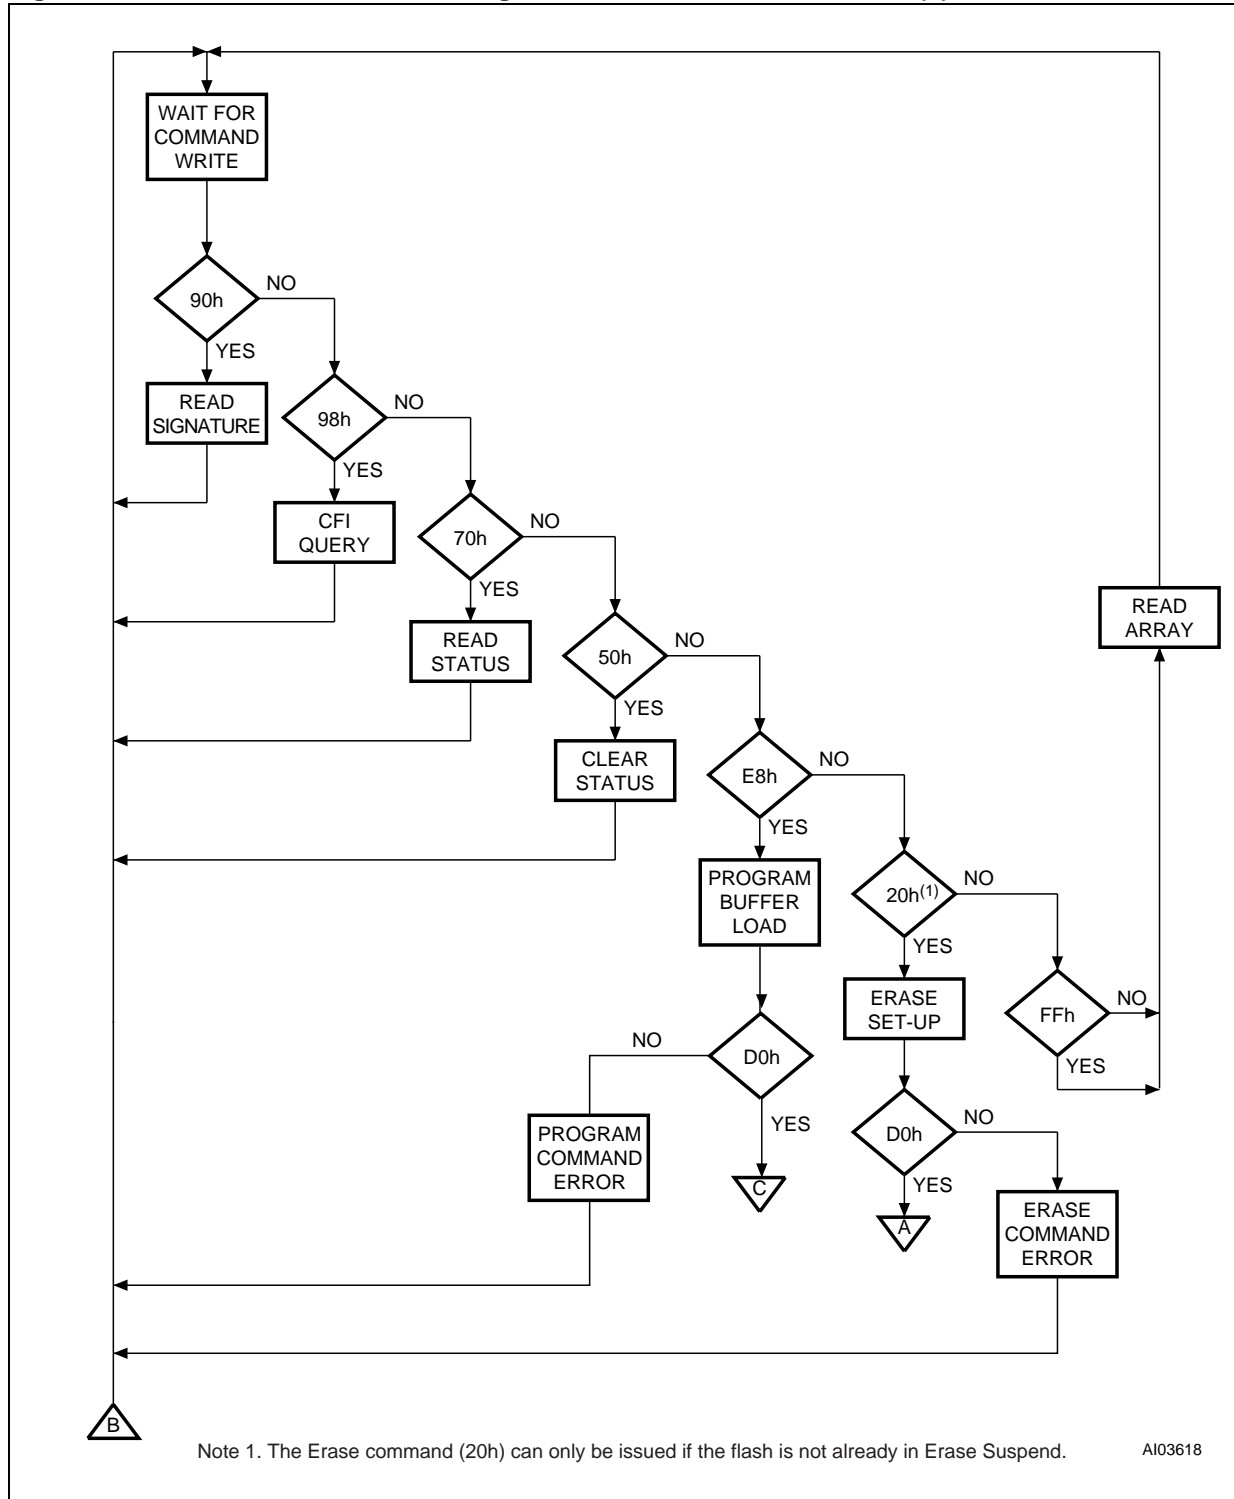 WAIT FOR
COMMAND
WRITE
90h
NO
YES
READ
SIGNATURE
98h
NO
YES
CFI
QUERY
70h
NO
YES
READ
STATUS
50h
NO
YES
CLEAR
STATUS
READ
ARRAY
E8h
NO
YES
PROGRAM
BUFFER
LOAD
20h(1)
NO
YES
ERASE
SET-UP
FFh
NO
YES
D0h
NO
YES
PROGRAM
COMMAND
ERROR
C
D0h
NO
YES
A
ERASE
COMMAND
ERROR
B
Note 1. The Erase command (20h) can only be issued if the flash is not already in Erase Suspend.
AI03618